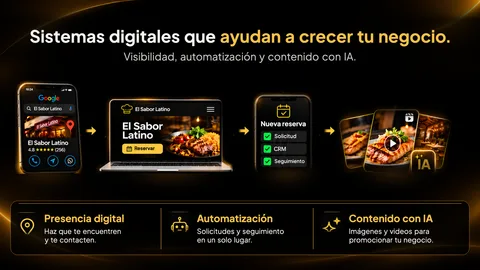 Sistemas digitales que ayudan a crecer tu negocio.
Visibilidad, automatización y contenido con IA.
Google
El Sabor Latino
El Sabor Latino
4.8 ★★★★★ (256)
El Sabor Latino
El Sabor
Latino
Reservar
Nueva reserva
Solicitud
CRM
Seguimiento
IA
Presencia digital
Haz que te encuentren
y te contacten.
Automatización
Solicitudes y seguimiento
en un solo lugar.
Contenido con IA
Imágenes y videos para
promocionar tu negocio.